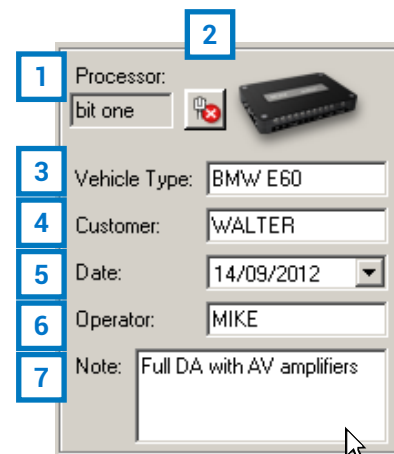 2
1 Processor:
bit one
3 Vehicle Type: BMW E60
4 Customer: WALTER
5 Date: 14/09/2012
6 Operator: MIKE
7 Note: Full DA with AV amplifiers